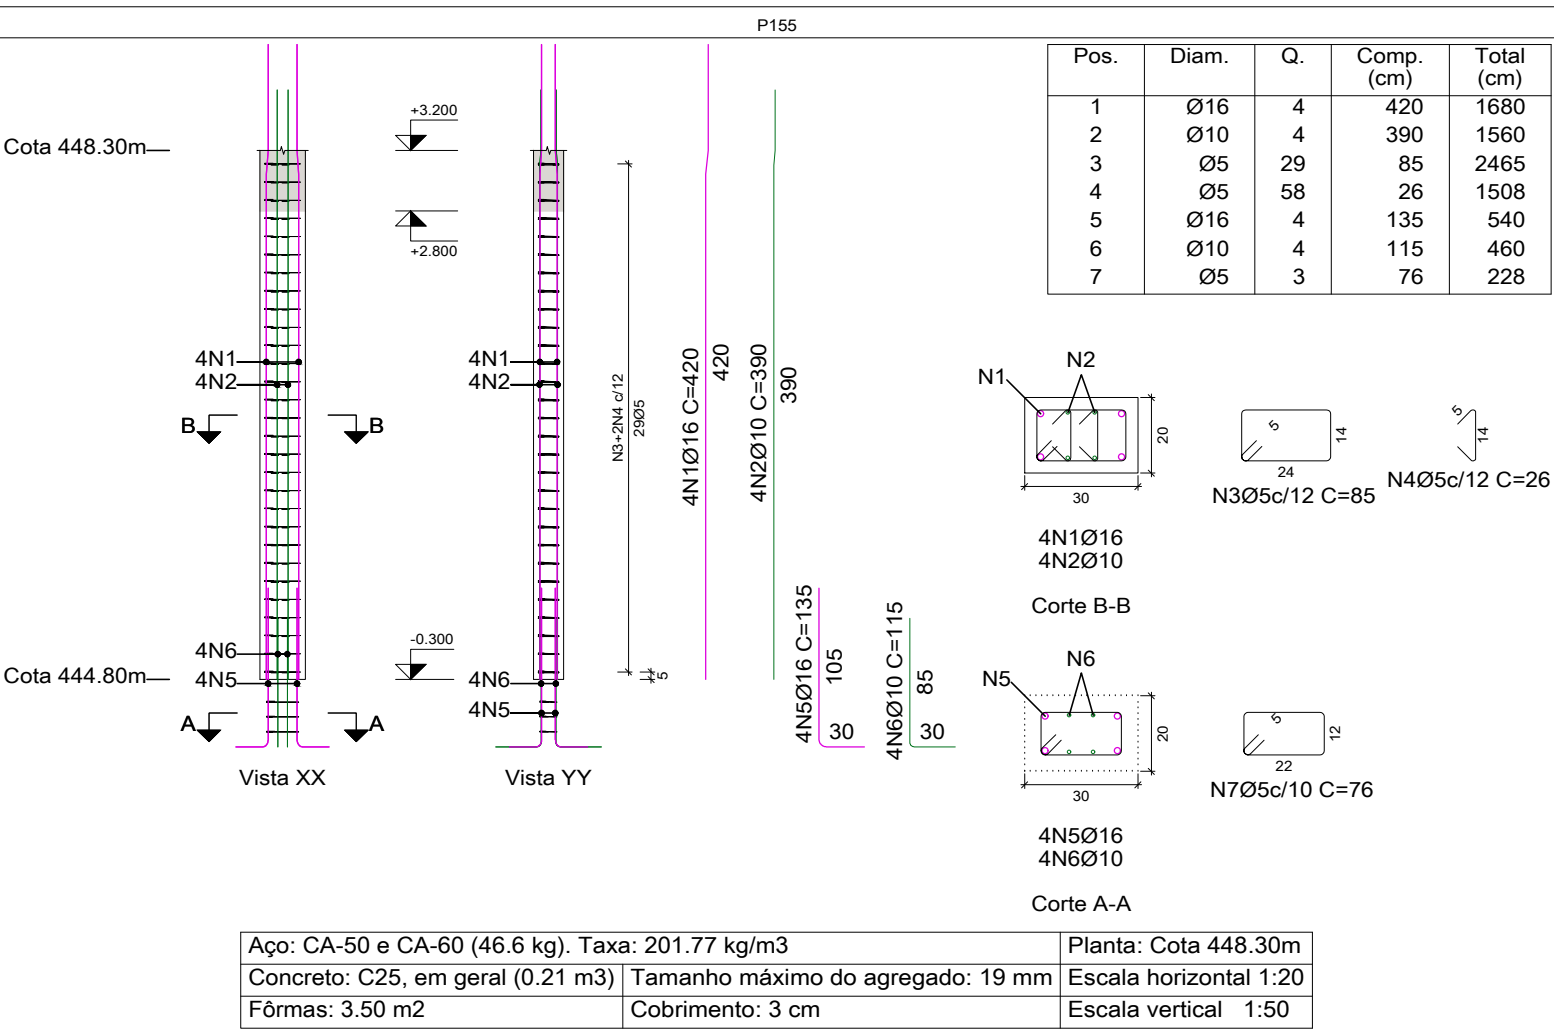 P155
Pos. Diam. Q. Comp. (cm) Total (cm)
1 Ø16 4 420 1680
2 Ø10 4 390 1560
3 Ø5 29 85 2465
4 Ø5 58 26 1508
5 Ø16 4 135 540
6 Ø10 4 115 460
7 Ø5 3 76 228
Cota 448.30m
+3.200
+2.800
4N1
4N2
B B
4N6
Cota 444.80m
4N5
A A
Vista XX
-0.300
4N1
4N2
4N6
4N5
Vista YY
N3+2N4 c/12
29Ø5
5
4N1Ø16 C=420
420
4N2Ø10 C=390
390
4N5Ø16 C=135
105
30
4N6Ø10 C=115
85
30
N1
N2
20
30
4N1Ø16
4N2Ø10
Corte B-B
5
14
24
N3Ø5c/12 C=85
5
14
N4Ø5c/12 C=26
N5
N6
20
30
4N5Ø16
4N6Ø10
Corte A-A
5
12
22
N7Ø5c/10 C=76
Aço: CA-50 e CA-60 (46.6 kg). Taxa: 201.77 kg/m3 Planta: Cota 448.30m
Concreto: C25, em geral (0.21 m3) Tamanho máximo do agregado: 19 mm Escala horizontal 1:20
Fôrmas: 3.50 m2 Cobrimento: 3 cm Escala vertical 1:50